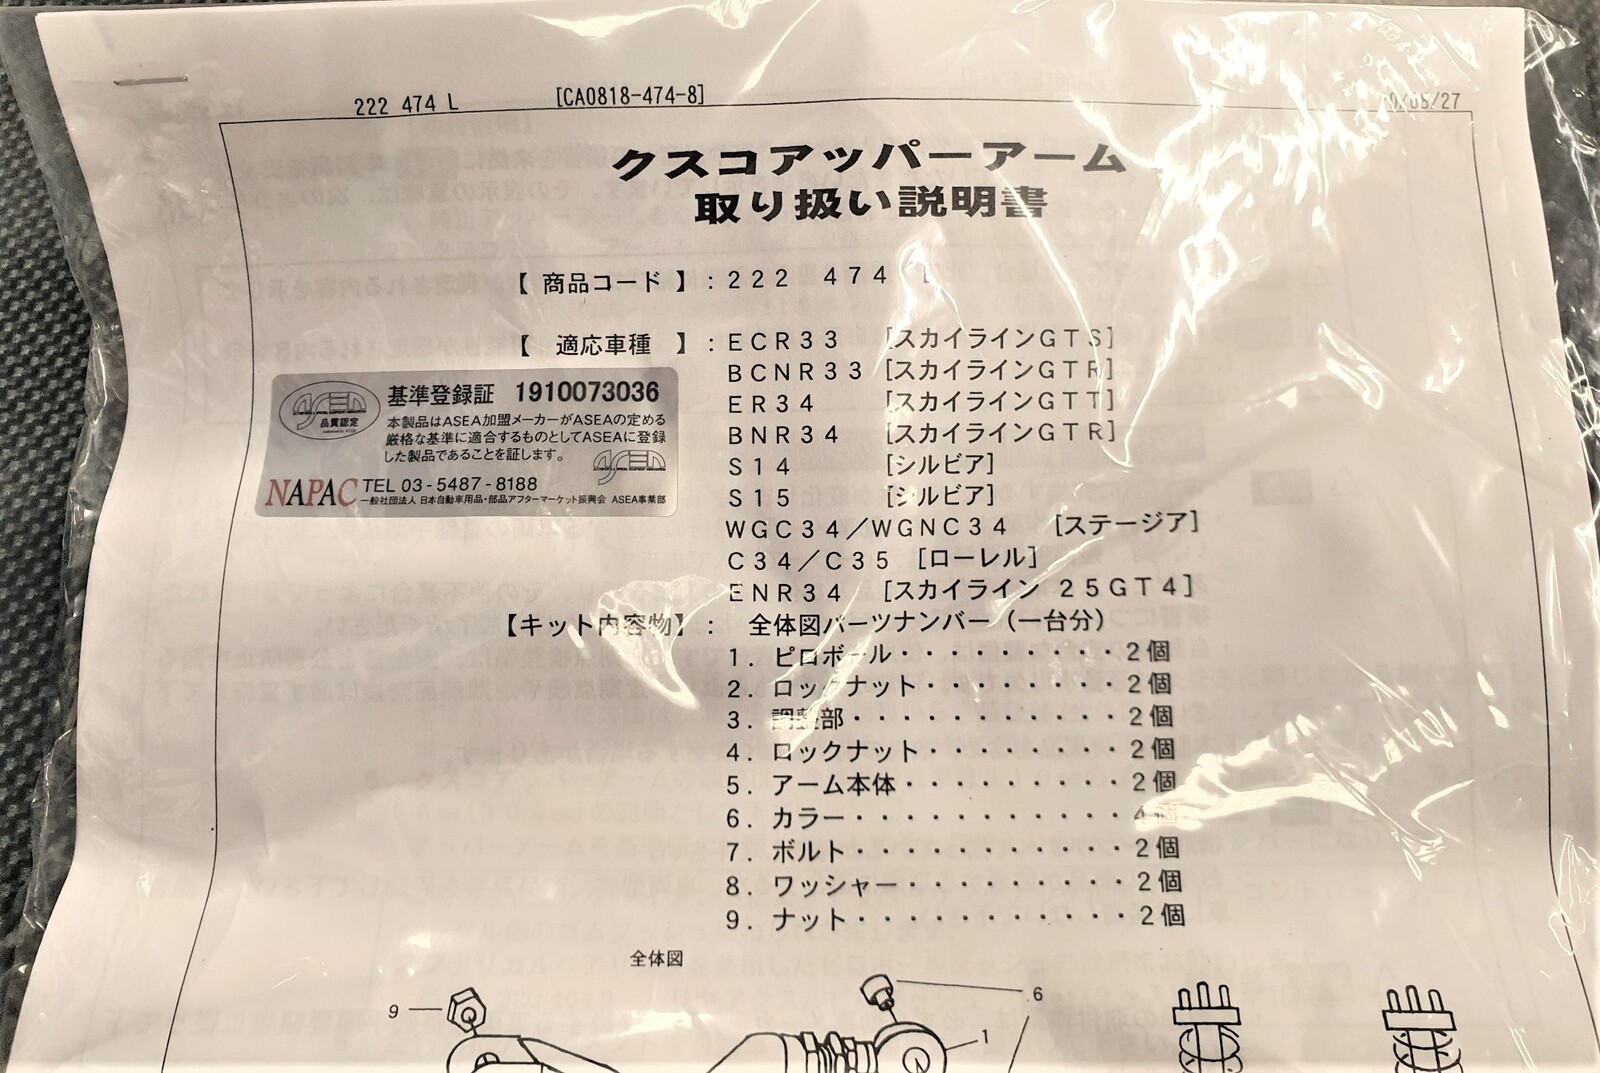 222 474 L [CA0818-474-8] /05/27
クスコアッパーアーム
取り扱い説明書
【 商品コード 】:222 474
【 適応車種 】:ECR33 [スカイラインGTS]
BCNR33 [スカイラインGTR]
ER34 [スカイラインGTT]
BNR34 [スカイラインGTR]
S14 [シルビア]
S15 [シルビア]
WGC34/WGNC34 [ステージア]
C34/C35 [ローレル]
ENR34 [スカイライン 25GT4]
品質認定
基準登録証 1910073036
本製品はASEA加盟メーカーがASEAの定める
厳格な基準に適合するものとしてASEAに登録
した製品であることを証します。
NAPAC TEL 03-5487-8188
一般社団法人 日本自動車用品・部品アフターマーケット振興会 ASEA事業部
【キット内容物】: 全体図パーツナンバー(一台分)
1.ピロボール・・・・・・・・・2個
2.ロックナット・・・・・・・・2個
3.調整部・・・・・・・・・・・2個
4.ロックナット・・・・・・・・2個
5.アーム本体・・・・・・・・・2個
6.カラー・・・・・・・・・・・4個
7.ボルト・・・・・・・・・・・2個
8.ワッシャー・・・・・・・・・2個
9.ナット・・・・・・・・・・・2個
全体図
9
6
1